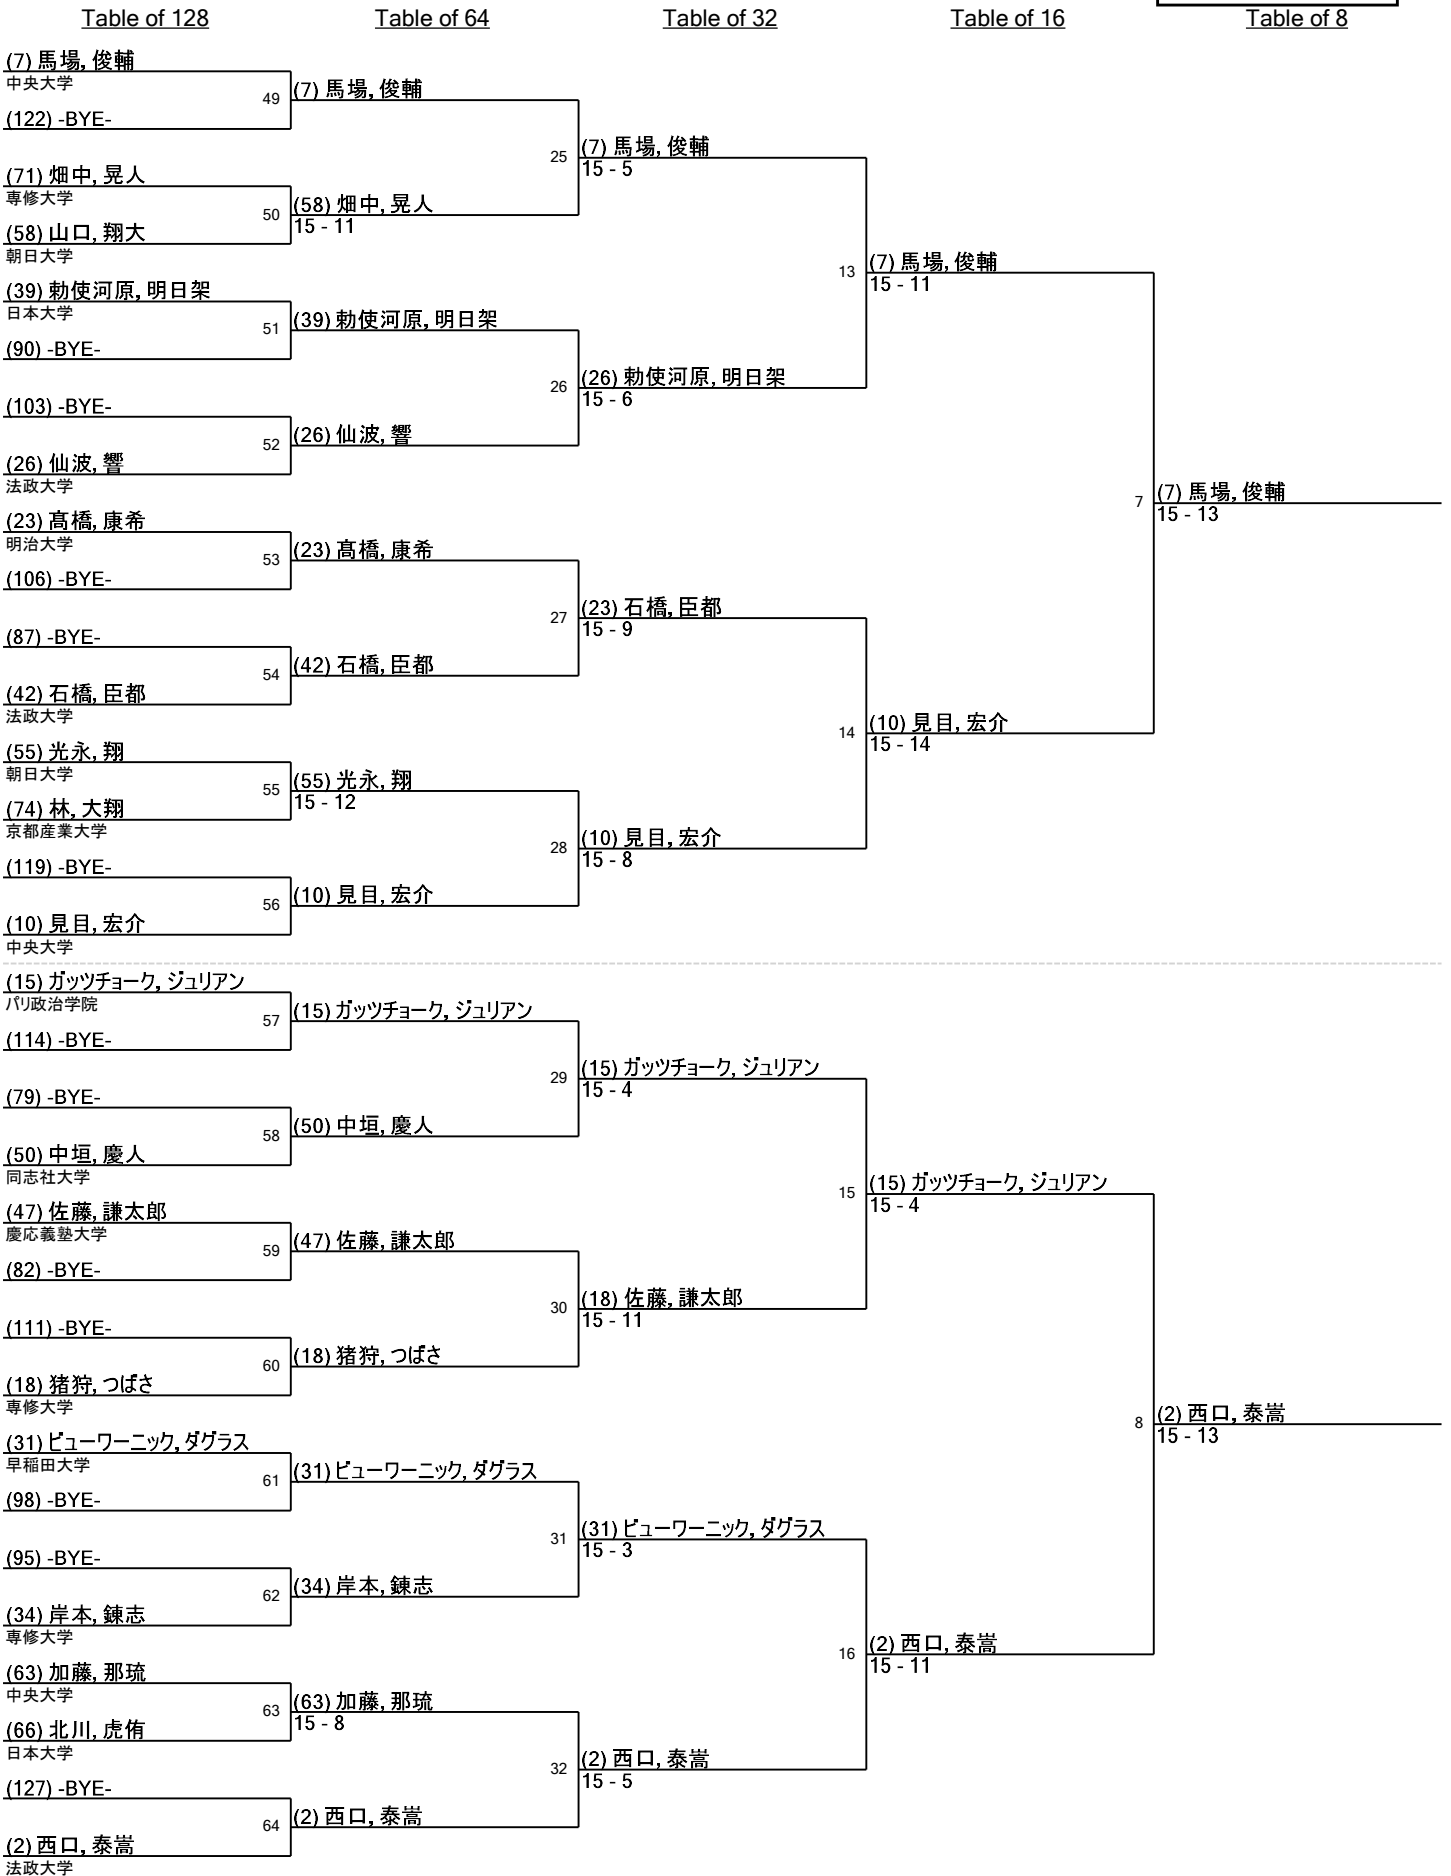 Table of 128
Table of 64
Table of 32
Table of 16
Table of 8
(7) 馬場, 俊輔
中央大学
49
(7) 馬場, 俊輔
(122) -BYE-
25
(7) 馬場, 俊輔
15 - 5
(71) 畑中, 晃人
専修大学
50
(58) 畑中, 晃人
15 - 11
(58) 山口, 翔大
朝日大学
13
(7) 馬場, 俊輔
15 - 11
(39) 勅使河原, 明日架
日本大学
51
(39) 勅使河原, 明日架
(90) -BYE-
26
(26) 勅使河原, 明日架
15 - 6
(103) -BYE-
52
(26) 仙波, 響
(26) 仙波, 響
法政大学
7
(7) 馬場, 俊輔
15 - 13
(23) 髙橋, 康希
明治大学
53
(23) 髙橋, 康希
(106) -BYE-
27
(23) 石橋, 臣都
15 - 9
(87) -BYE-
54
(42) 石橋, 臣都
(42) 石橋, 臣都
法政大学
14
(10) 見目, 宏介
15 - 14
(55) 光永, 翔
朝日大学
55
(55) 光永, 翔
15 - 12
(74) 林, 大翔
京都産業大学
28
(10) 見目, 宏介
15 - 8
(119) -BYE-
56
(10) 見目, 宏介
(10) 見目, 宏介
中央大学
(15) ガッツチョーク, ジュリアン
パリ政治学院
57
(15) ガッツチョーク, ジュリアン
(114) -BYE-
29
(15) ガッツチョーク, ジュリアン
15 - 4
(79) -BYE-
58
(50) 中垣, 慶人
(50) 中垣, 慶人
同志社大学
15
(15) ガッツチョーク, ジュリアン
15 - 4
(47) 佐藤, 謙太郎
慶応義塾大学
59
(47) 佐藤, 謙太郎
(82) -BYE-
30
(18) 佐藤, 謙太郎
15 - 11
(111) -BYE-
60
(18) 猪狩, つばさ
(18) 猪狩, つばさ
専修大学
8
(2) 西口, 泰嵩
15 - 13
(31) ビューワーニック, ダグラス
早稲田大学
61
(31) ビューワーニック, ダグラス
(98) -BYE-
31
(31) ビューワーニック, ダグラス
15 - 3
(95) -BYE-
62
(34) 岸本, 錬志
(34) 岸本, 錬志
専修大学
16
(2) 西口, 泰嵩
15 - 11
(63) 加藤, 那琉
中央大学
63
(63) 加藤, 那琉
15 - 8
(66) 北川, 虎侑
日本大学
32
(2) 西口, 泰嵩
15 - 5
(127) -BYE-
64
(2) 西口, 泰嵩
(2) 西口, 泰嵩
法政大学